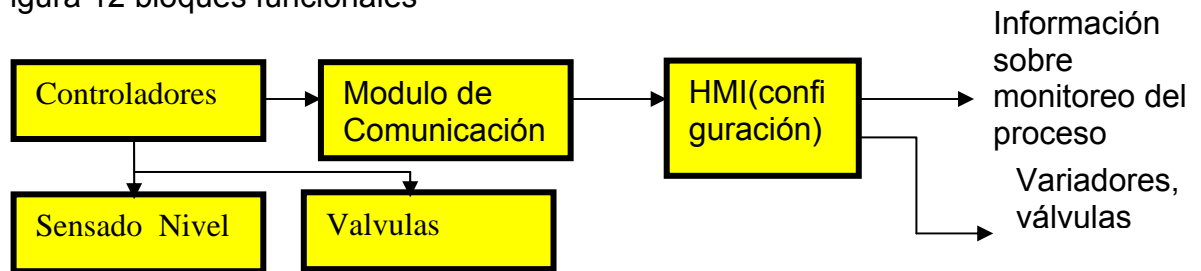 igura 12 bloques funcionales
Controladores
Modulo de
Comunicación
HMI(confi
guración)
Información
sobre
monitoreo del
proceso
Variadores,
válvulas
Sensado Nivel
Valvulas